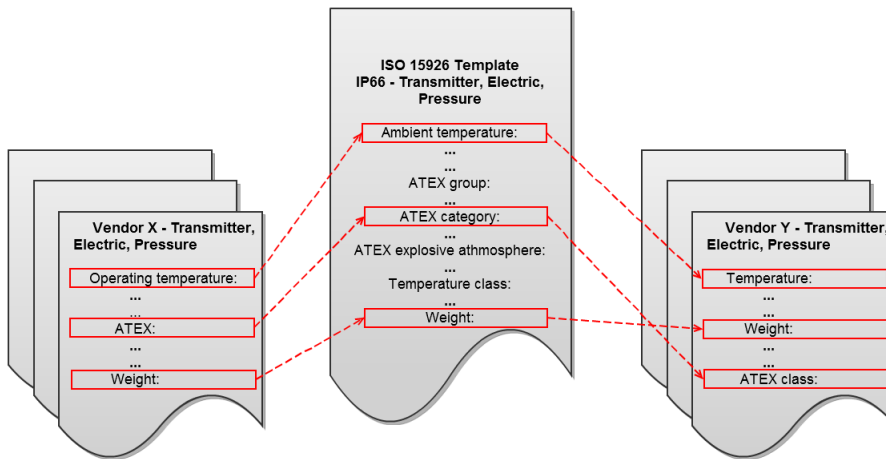 Vendor X - Transmitter,
Electric, Pressure
Operating temperature:
...
...
ATEX:
...
...
Weight:
ISO 15926 Template
IP66 - Transmitter, Electric,
Pressure
Ambient temperature:
...
...
ATEX group:
...
ATEX category:
...
ATEX explosive athmosphere:
...
Temperature class:
...
Weight:
Vendor Y - Transmitter,
Electric, Pressure
Temperature:
...
...
Weight:
...
...
ATEX class: